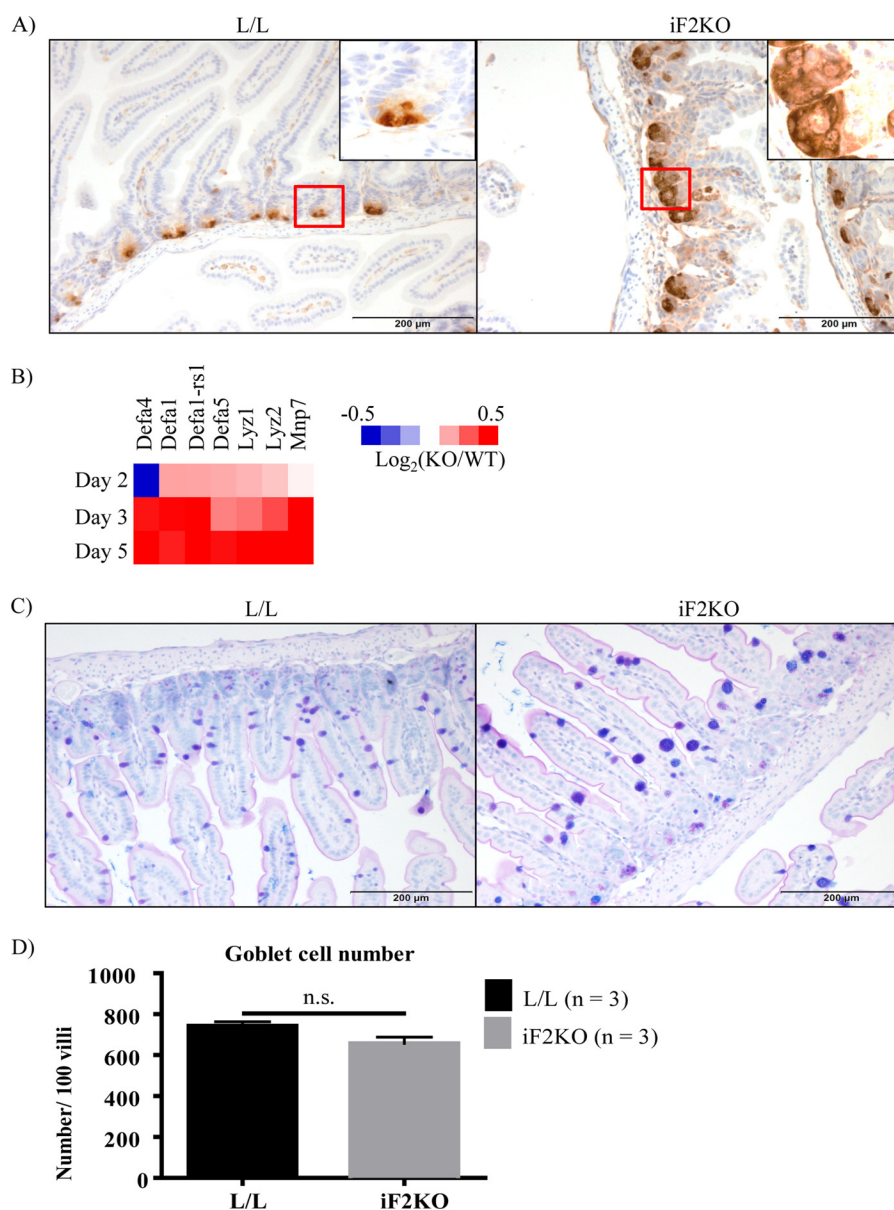 A)
L/L
iF2KO
200 µm
200 µm
B)
Defa4
Defa1
Defa1-rs1
Defa5
Lyz1
Lyz2
Mnp7
-0.5
0.5
Log₂(KO/WT)
Day 2
Day 3
Day 5
C)
L/L
iF2KO
200 µm
200 µm
D)
Goblet cell number
1000
800
600
400
200
0
Number/ 100 villi
n.s.
L/L (n = 3)
iF2KO (n = 3)
L/L
iF2KO